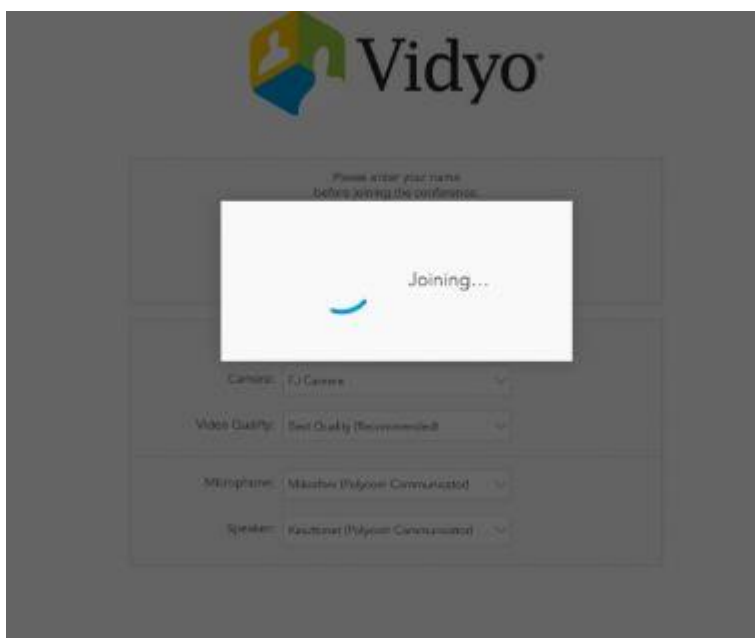 Vidyo®
Please enter your name
before joining the conference.
Joining...
Camera: FJ Camera
Video Quality: Best Quality (Recommended)
Microphone: Mikrofon (Polycom Communicator)
Speaker: (Polycom Communicator)